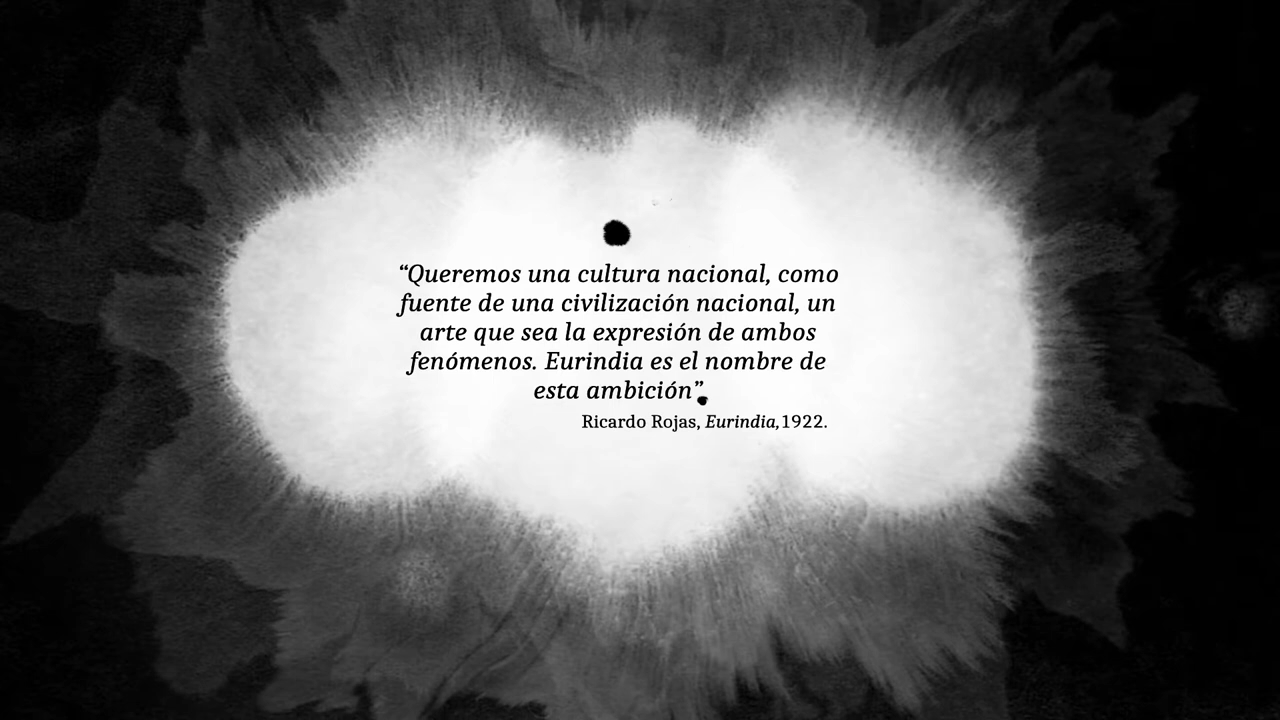 “Queremos una cultura nacional, como
fuente de una civilización nacional, un
arte que sea la expresión de ambos
fenómenos. Eurindia es el nombre de
esta ambición”.
Ricardo Rojas, Eurindia,1922.